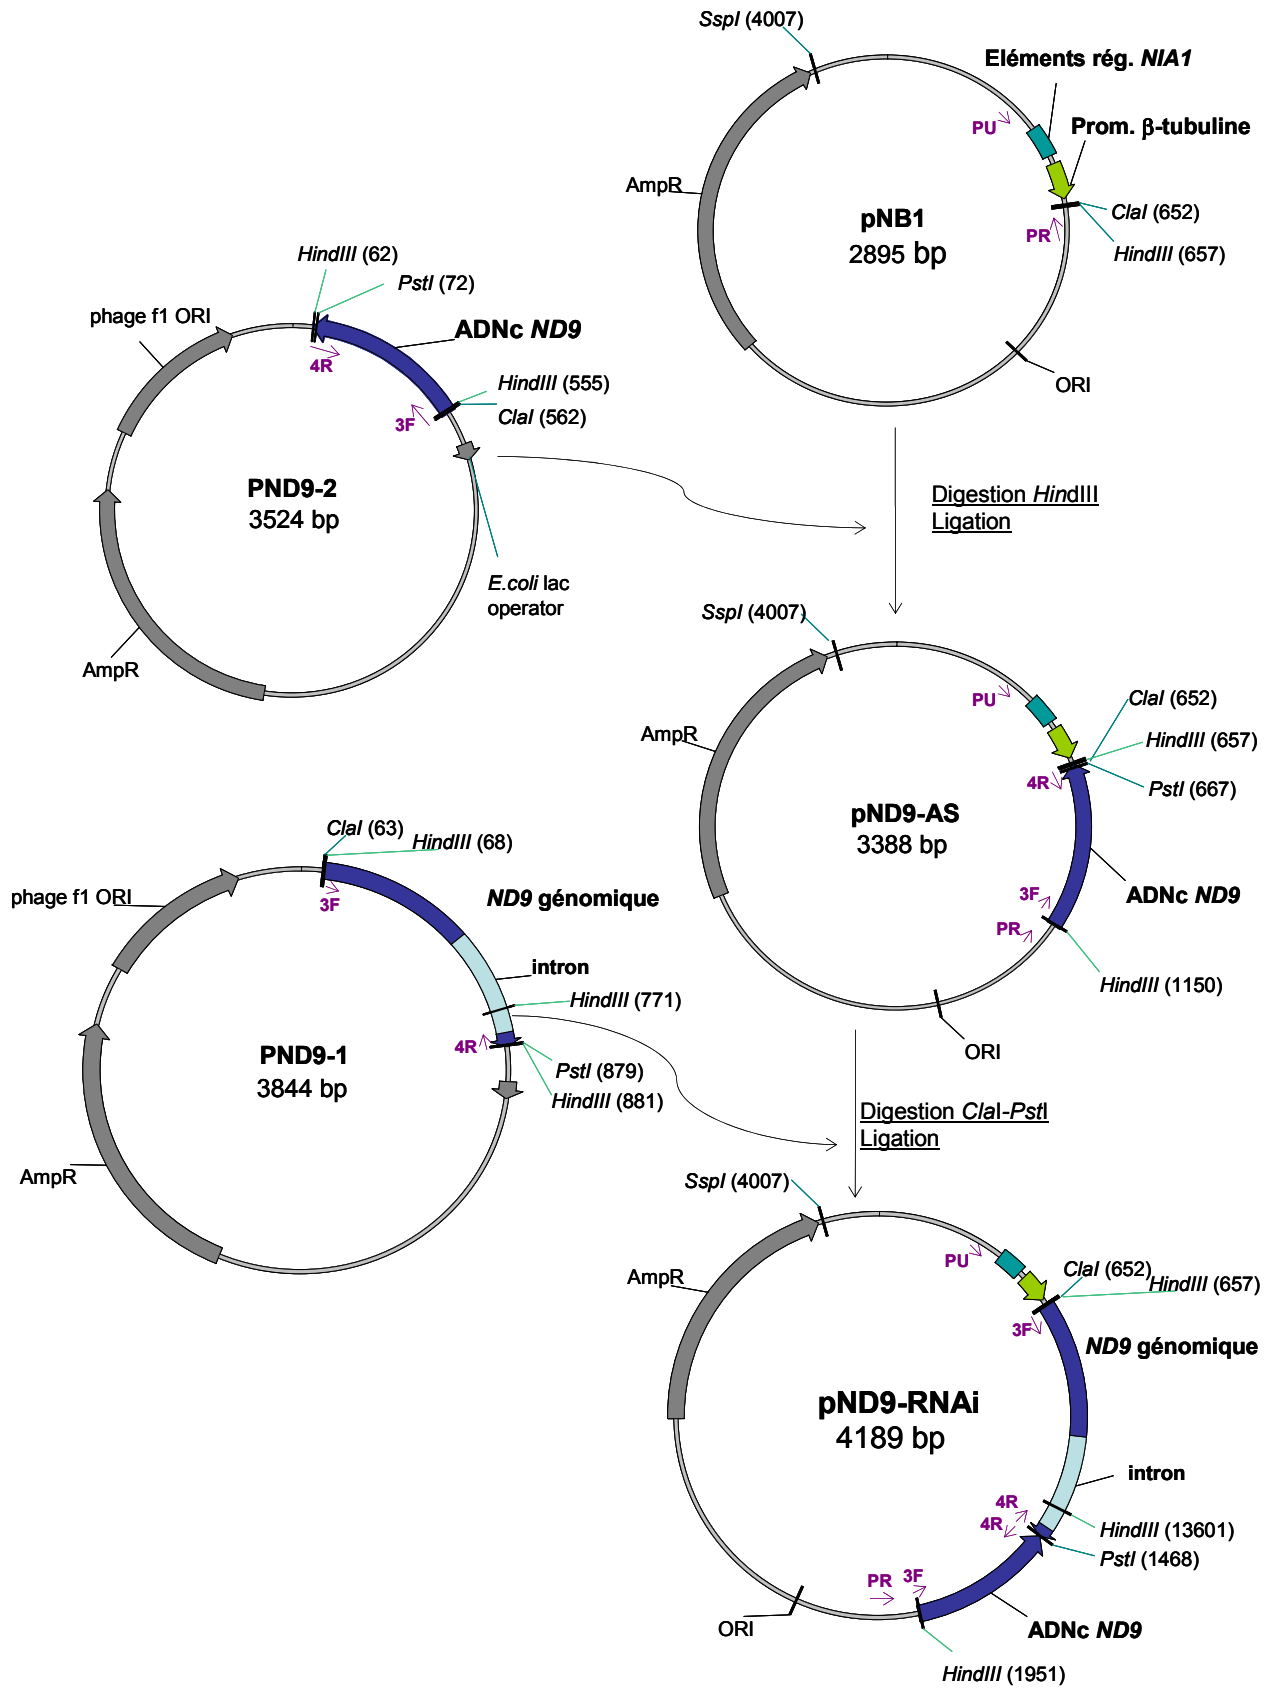 SspI (4007)
Eléments rég. NIA1
PU
Prom. β-tubuline
AmpR
pNB1
2895 bp
ClaI (652)
PR
HindIII (657)
ORI
HindIII (62)
PstI (72)
phage f1 ORI
ADNc ND9
4R
HindIII (555)
3F
ClaI (562)
PND9-2
3524 bp
E.coli lac
operator
AmpR
Digestion HindIII
Ligation
SspI (4007)
PU
ClaI (652)
AmpR
HindIII (657)
4R
PstI (667)
pND9-AS
3388 bp
3F
ADNc ND9
PR
HindIII (1150)
ORI
ClaI (63)
HindIII (68)
phage f1 ORI
3F
ND9 génomique
intron
HindIII (771)
4R
PND9-1
3844 bp
PstI (879)
HindIII (881)
AmpR
Digestion ClaI-PstI
Ligation
SspI (4007)
PU
ClaI (652)
HindIII (657)
AmpR
3F
ND9 génomique
pND9-RNAi
4189 bp
intron
4R
4R
HindIII (13601)
PstI (1468)
PR
3F
ORI
ADNc ND9
HindIII (1951)